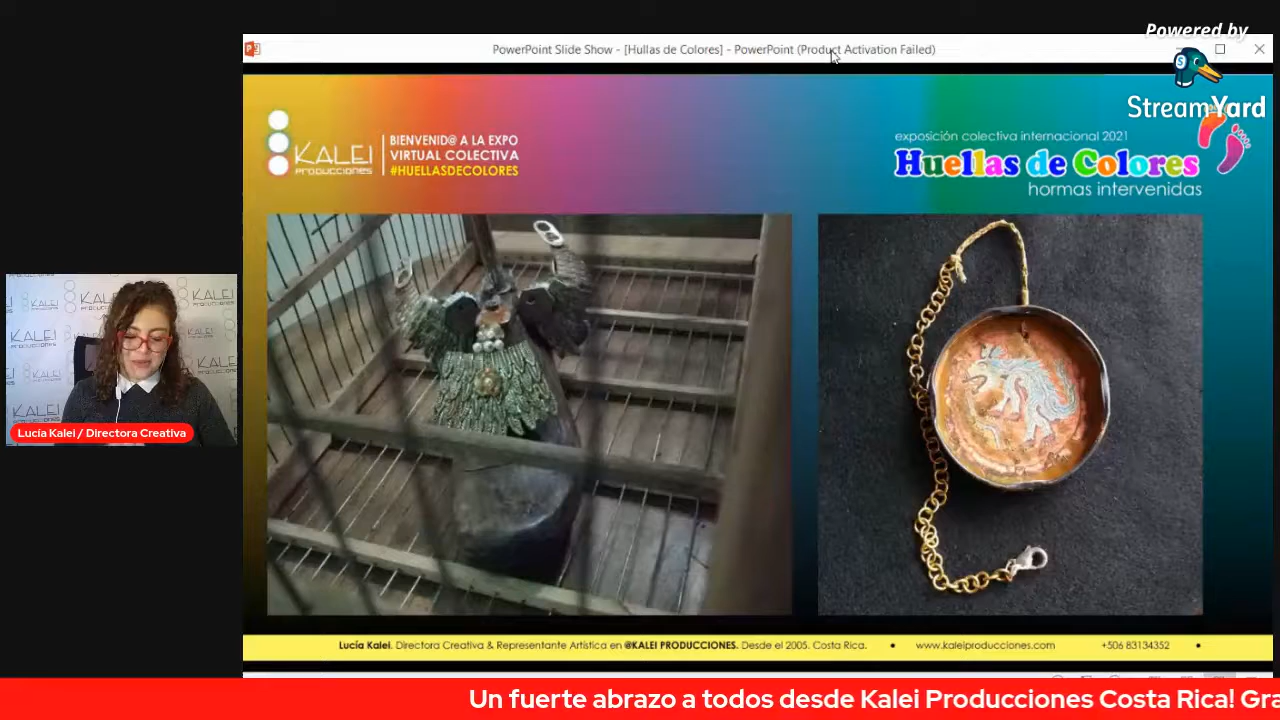 Powered by
StreamYard
PowerPoint Slide Show - [Hullas de Colores] - PowerPoint (Product Activation Failed)
KALEI
PRODUCCIONES
BIENVENID@ A LA EXPO
VIRTUAL COLECTIVA
#HUELLASDECOLORES
exposición colectiva internacional 2021
Huellas de Colores
hormas intervenidas
Lucía Kalei / Directora Creativa
Lucía Kalei. Directora Creativa & Representante Artística en @KALEI PRODUCCIONES. Desde el 2005. Costa Rica. • www.kaleiproducciones.com +506 83134352 •
Un fuerte abrazo a todos desde Kalei Producciones Costa Rica! Gra